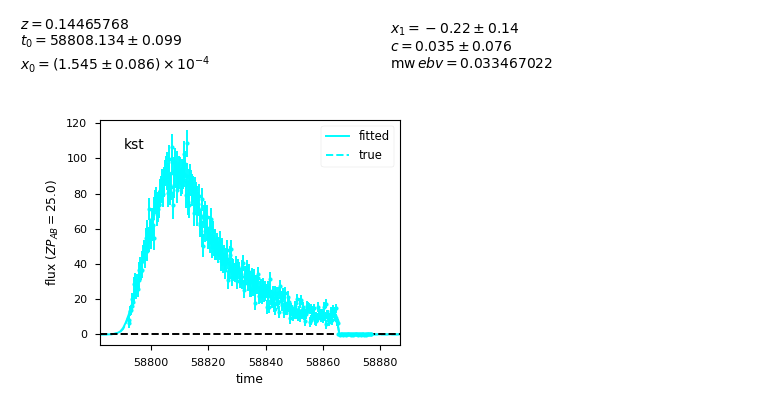 z = 0.14465768
t₀ = 58808.134 ± 0.099
x₀ = (1.545 ± 0.086) × 10⁻⁴
x₁ = −0.22 ± 0.14
c = 0.035 ± 0.076
mw ebv = 0.033467022
kst
fitted
true
flux (ZP_AB = 25.0)
120
100
80
60
40
20
0
58800 58820 58840 58860 58880
time